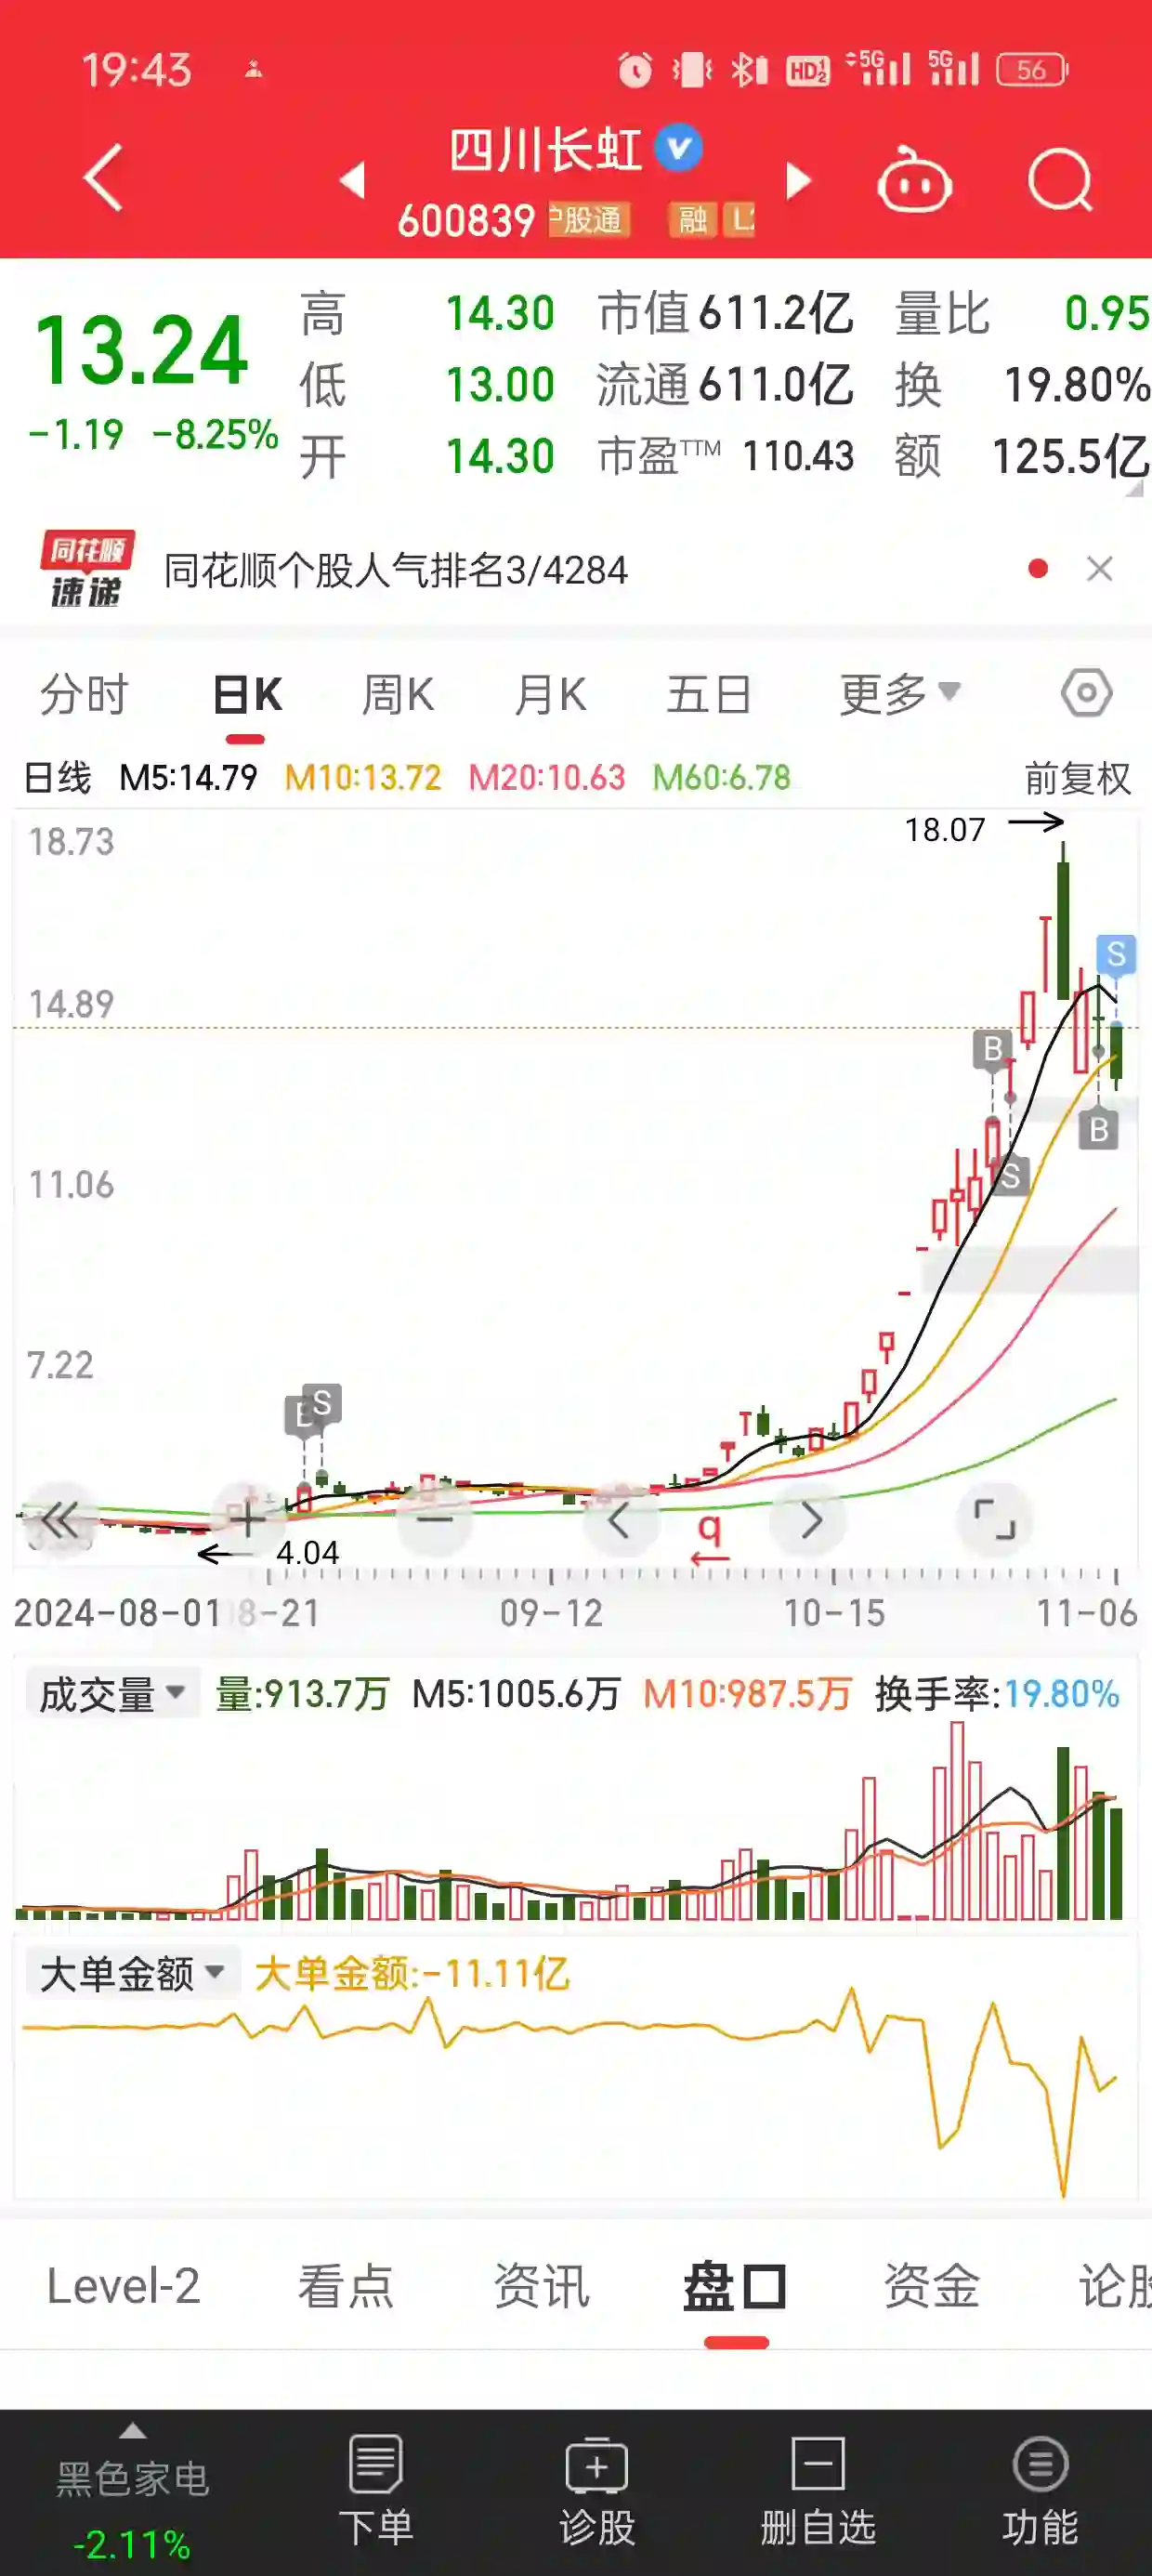 19:43 HD 1 2 5G 5G 56
四川长虹
600839 股通 融
13.24
-1.19 -8.25%
高 14.30 市值 611.2亿 量比 0.95
低 13.00 流通 611.0亿 换 19.80%
开 14.30 市盈TTM 110.43 额 125.5亿
同花顺
速递
同花顺个股人气排名3/4284
分时 日K 周K 月K 五日 更多
日线 M5:14.79 M10:13.72 M20:10.63 M60:6.78 前复权
18.07
18.73
S
14.89
B
B
S
11.06
7.22
S
q
4.04
2024-08-01 8-21 09-12 10-15 11-06
成交量 量:913.7万 M5:1005.6万 M10:987.5万 换手率:19.80%
大单金额 大单金额:-11.11亿
Level-2 看点 资讯 盘口 资金 论股
黑色家电
-2.11%
下单 诊股 删自选 功能